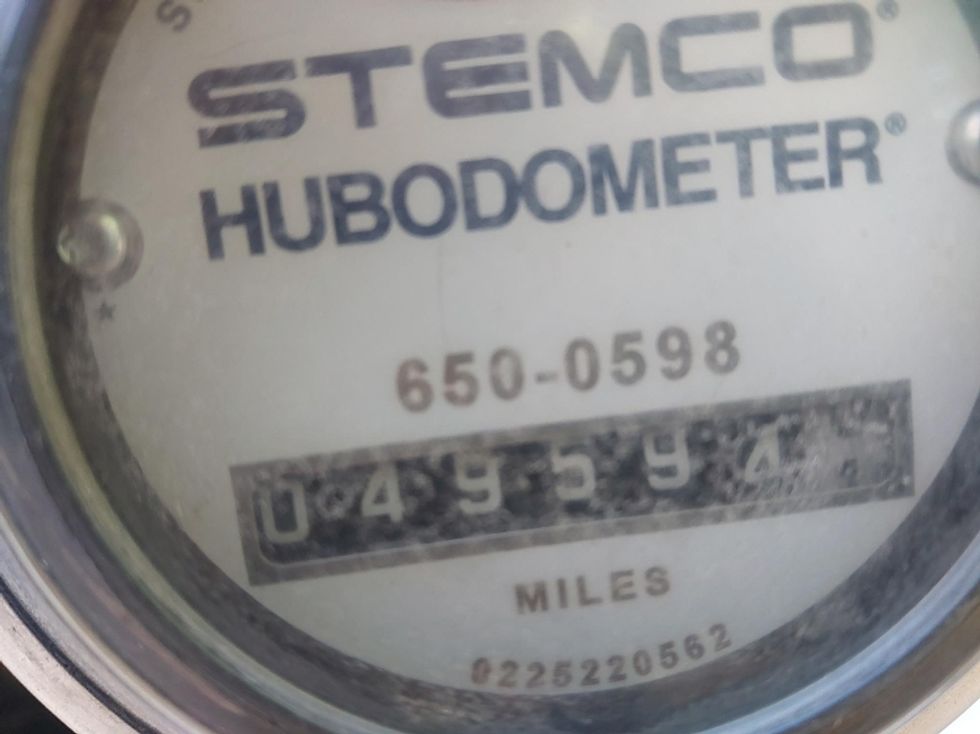 STEMCO®
HUBODOMETER®
650-0598
049594
MILES
0225220562